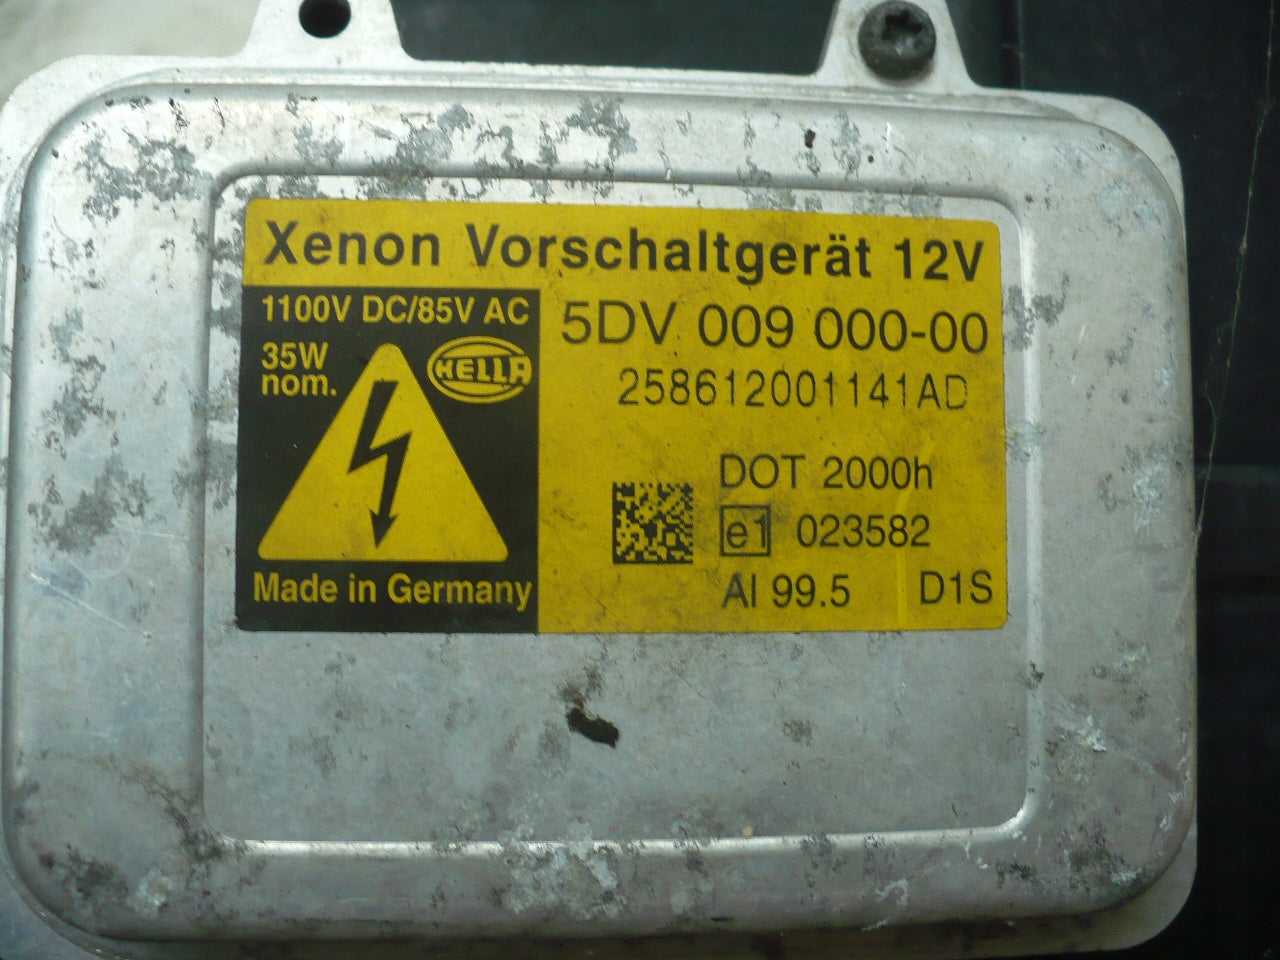 Xenon Vorschaltgerät 12V
1100V DC/85V AC
35W
nom.
HELLA
5DV 009 000-00
258612001141AD
DOT 2000h
e1 023582
Al 99.5 D1S
Made in Germany